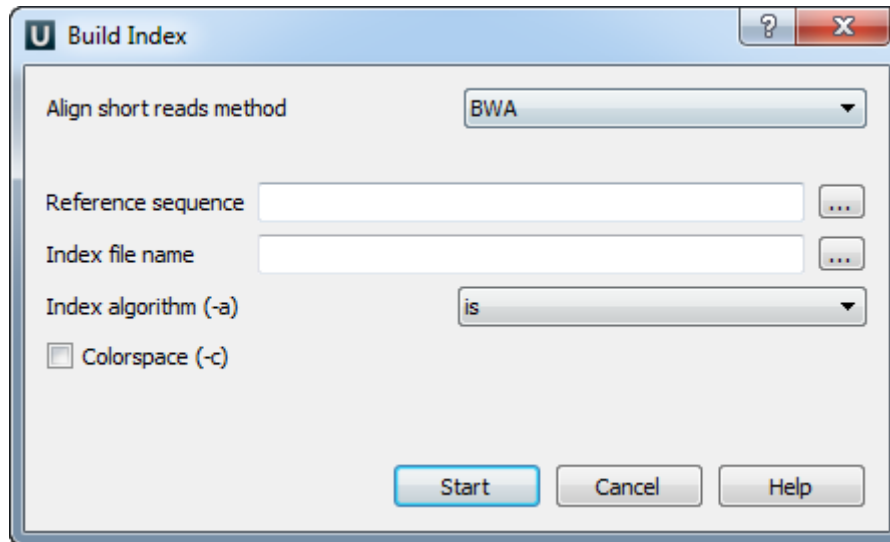 U Build Index ? X
Align short reads method BWA
Reference sequence ...
Index file name ...
Index algorithm (-a) is
Colorspace (-c)
Start Cancel Help